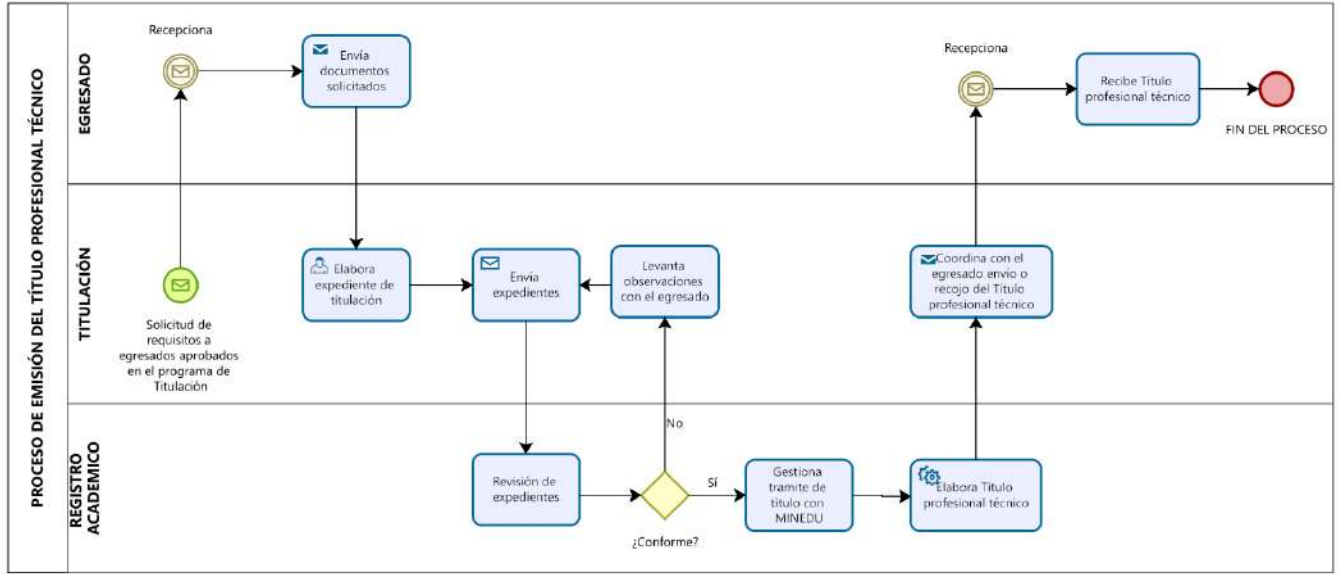 PROCESO DE EMISIÓN DEL TÍTULO PROFESIONAL TÉCNICO
EGRESADO
Recepciona
Envía
documentos
solicitados
Recepciona
Recibe Título
profesional técnico
FIN DEL PROCESO
TITULACIÓN
Solicitud de
requisitos a
egresados aprobados
en el programa de
Titulación
Elabora
expediente de
titulación
Envía
expedientes
Levanta
observaciones
con el egresado
Coordina con el
egresado envío o
recojo del Título
profesional técnico
REGISTRO
ACADEMICO
Revisión de
expedientes
¿Conforme?
No
Sí
Gestiona
tramite de
titulo con
MINEDU
Elabora Título
profesional técnico